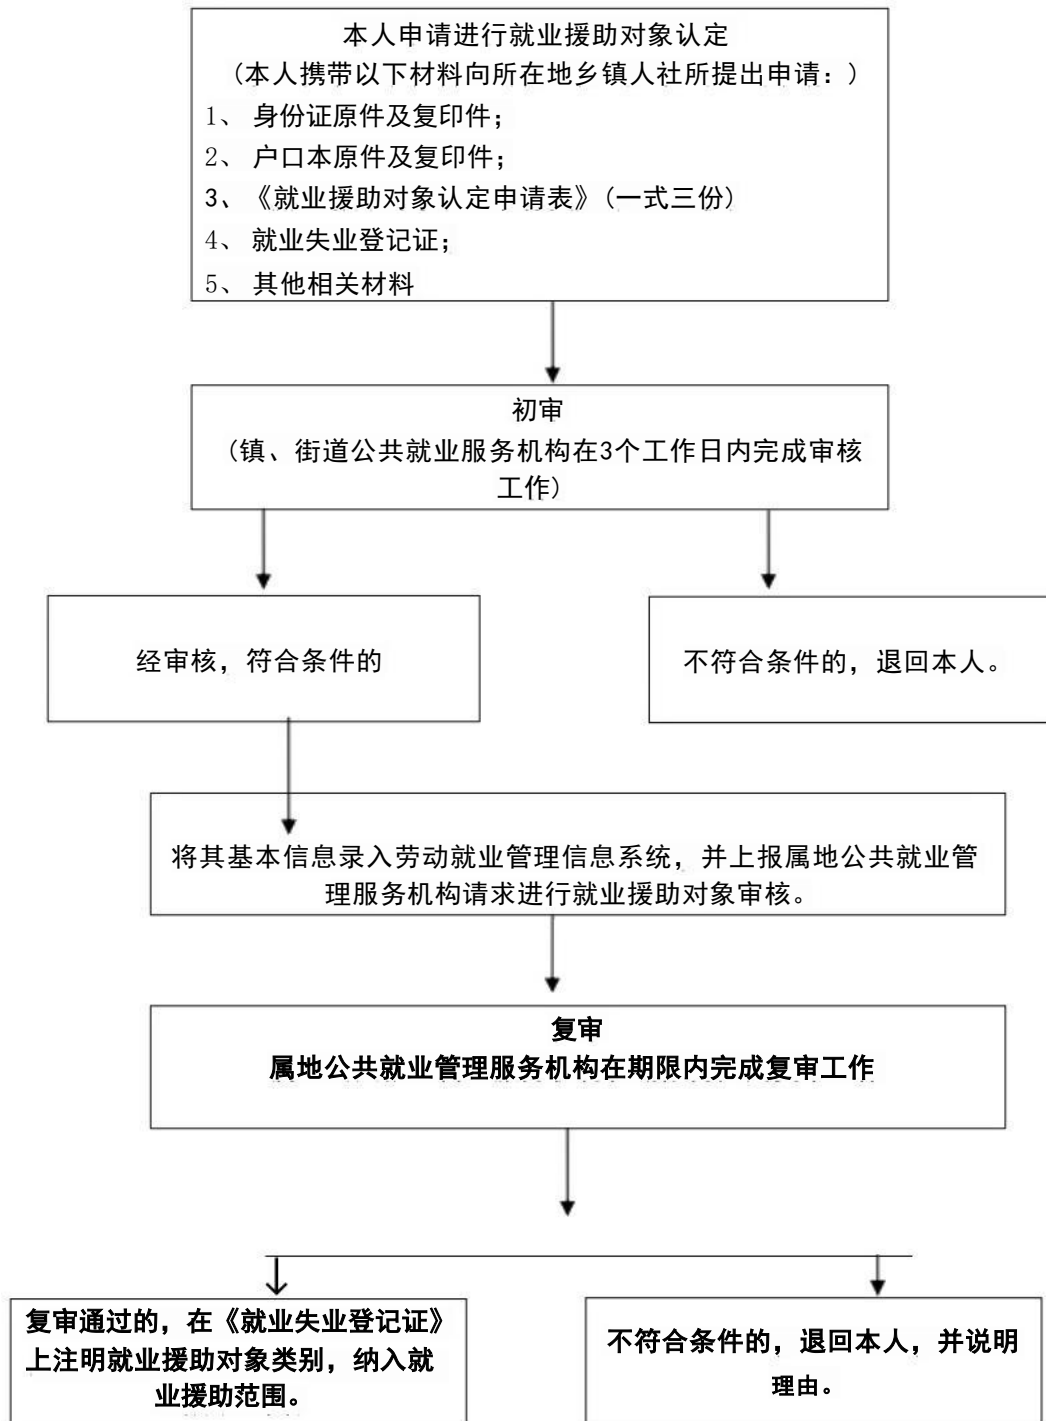 本人申请进行就业援助对象认定
(本人携带以下材料向所在地乡镇人社所提出申请：)
1、 身份证原件及复印件；
2、 户口本原件及复印件；
3、《就业援助对象认定申请表》(一式三份)
4、 就业失业登记证；
5、 其他相关材料
初审
(镇、街道公共就业服务机构在3个工作日内完成审核
工作)
经审核，符合条件的
不符合条件的，退回本人。
将其基本信息录入劳动就业管理信息系统，并上报属地公共就业管
理服务机构请求进行就业援助对象审核。
复审
属地公共就业管理服务机构在期限内完成复审工作
复审通过的，在《就业失业登记证》
上注明就业援助对象类别，纳入就
业援助范围。
不符合条件的，退回本人，并说明
理由。